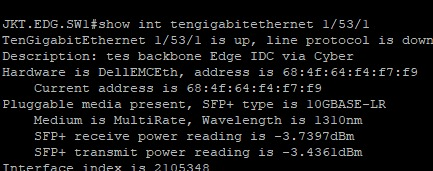 JKT.EDG.SW1#show int tengigabitethernet 1/53/1
TenGigabitEthernet 1/53/1 is up, line protocol is down
Description: tes backbone Edge IDC via Cyber
Hardware is DellEMCEth, address is 68:4f:64:f4:f7:f9
Current address is 68:4f:64:f4:f7:f9
Pluggable media present, SFP+ type is 10GBASE-LR
Medium is MultiRate, Wavelength is 1310nm
SFP+ receive power reading is -3.7397dBm
SFP+ transmit power reading is -3.4361dBm
Interface index is 2105348